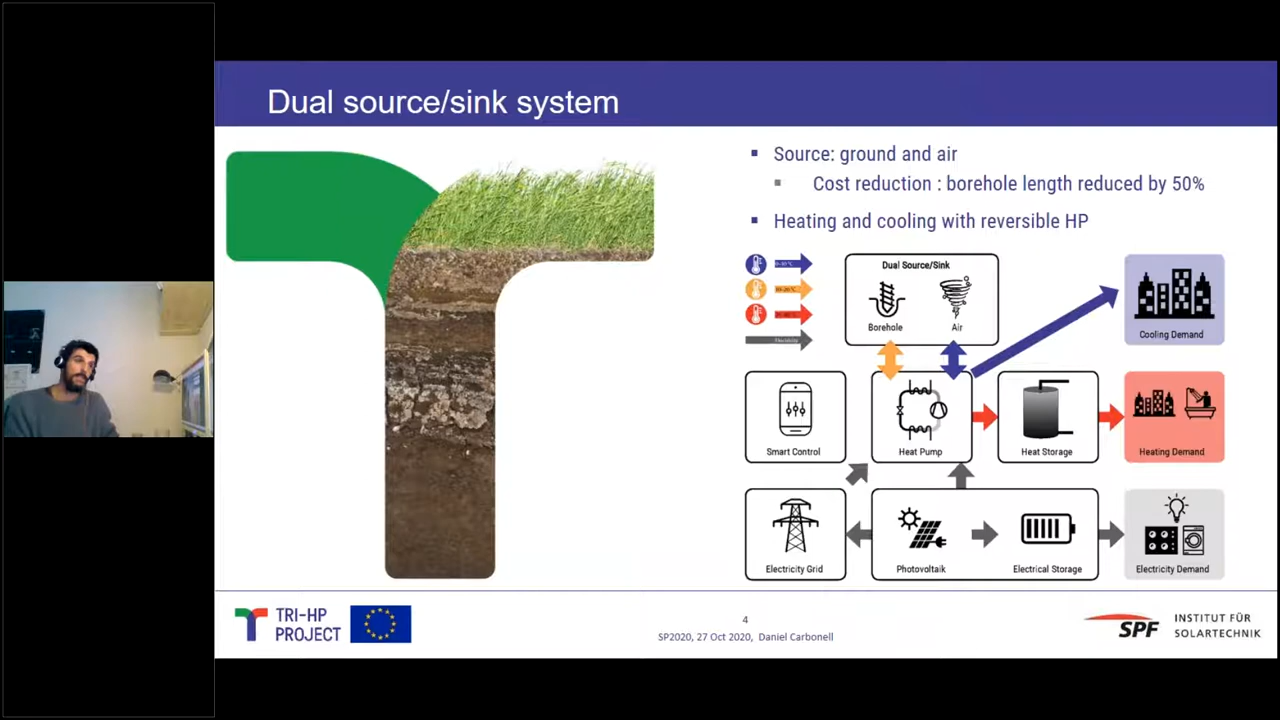 Dual source/sink system
Source: ground and air
Cost reduction : borehole length reduced by 50%
Heating and cooling with reversible HP
Dual Source/Sink
Borehole
Air
Cooling Demand
Smart Control
Heat Pump
Heat Storage
Heating Demand
Electricity Grid
Photovoltaik
Electrical Storage
Electricity Demand
TRI-HP
PROJECT
4
SP2020, 27 Oct 2020, Daniel Carbonell
SPF
INSTITUT FÜR
SOLARTECHNIK